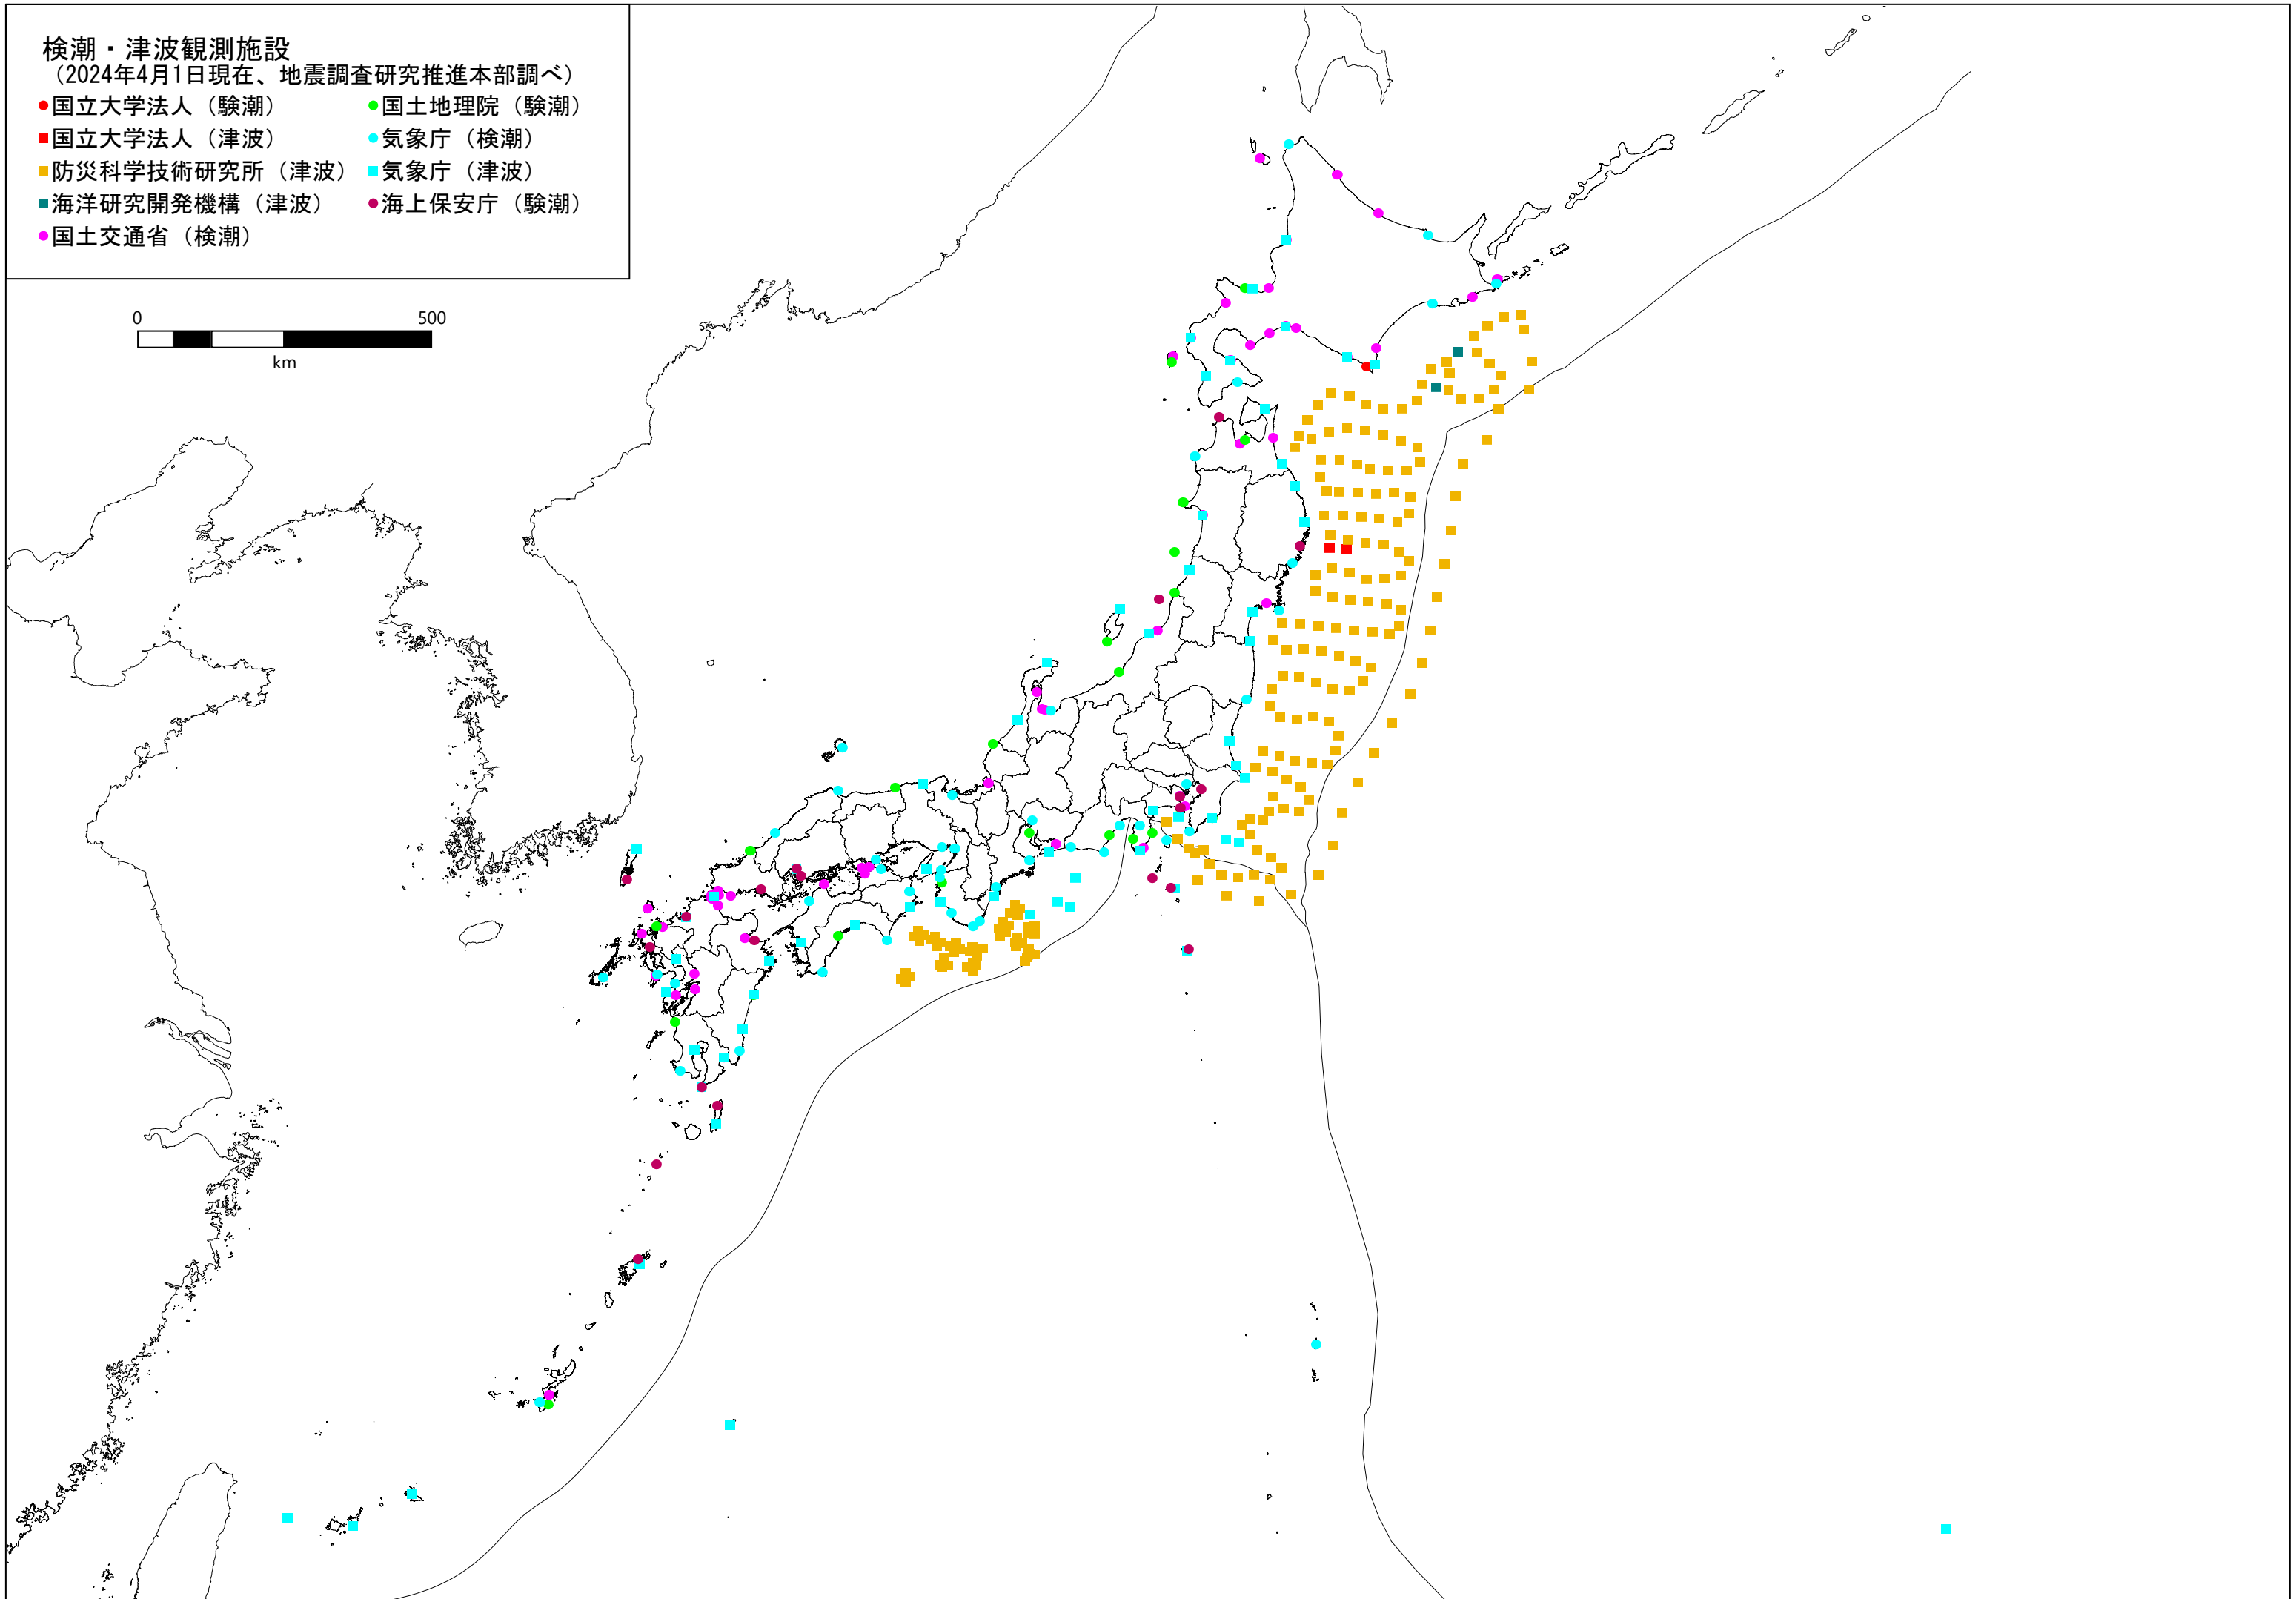 検潮・津波観測施設
（2024年4月1日現在、地震調査研究推進本部調べ）
国立大学法人（験潮） 国土地理院（験潮）
国立大学法人（津波） 気象庁（検潮）
防災科学技術研究所（津波） 気象庁（津波）
海洋研究開発機構（津波） 海上保安庁（験潮）
国土交通省（検潮）
0 500
km